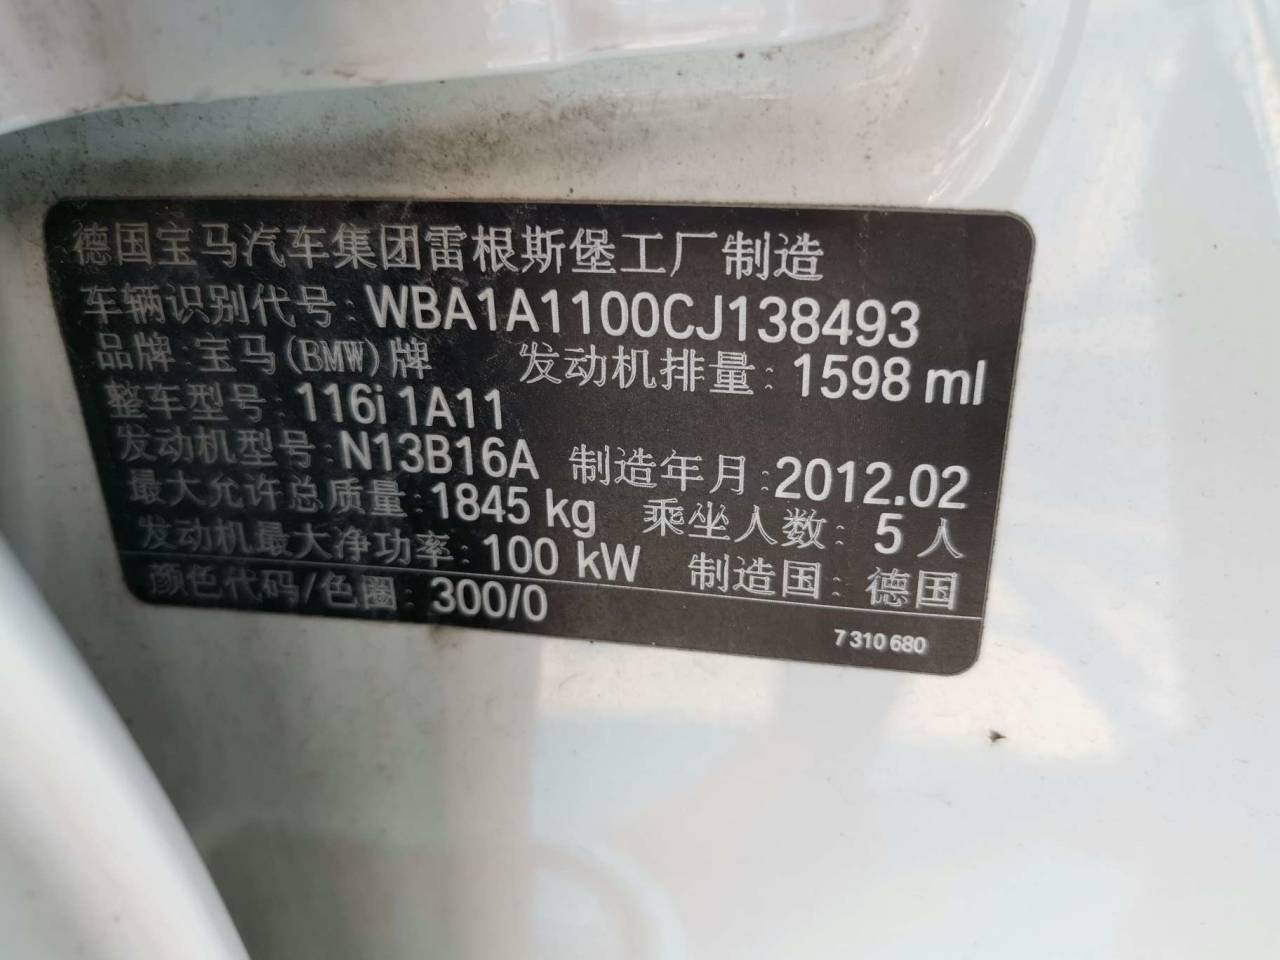 德国宝马汽车集团雷根斯堡工厂制造
车辆识别代号: WBA1A1100CJ138493
品牌: 宝马(BMW)牌 发动机排量: 1598 ml
整车型号: 116i 1A11
发动机型号: N13B16A 制造年月: 2012.02
最大允许总质量: 1845 kg 乘坐人数: 5 人
发动机最大净功率: 100 kW 制造国: 德国
颜色代码/色圈: 300/0
7 310 680